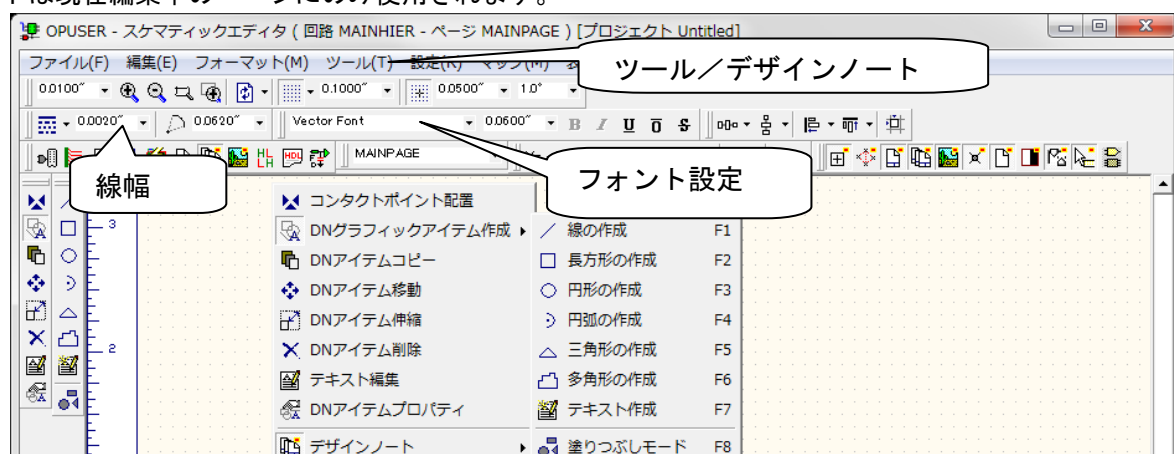 OPUSER - スケマティックエディタ ( 回路 MAINHIER - ページ MAINPAGE ) [プロジェクト Untitled]
ファイル(F) 編集(E) フォーマット(M) ツール(T)
ツール／デザインノート
0.0100" 0.1000" 0.0500" 1.0°
0.0020" 0.0620" Vector Font 0.0600" B I U O S
HL LH HDL MAINPAGE
線幅
フォント設定
コンタクトポイント配置
3
DNグラフィックアイテム作成 線の作成 F1
DNアイテムコピー 長方形の作成 F2
DNアイテム移動 円形の作成 F3
DNアイテム伸縮 円弧の作成 F4
2
DNアイテム削除 三角形の作成 F5
テキスト編集 多角形の作成 F6
DNアイテムプロパティ テキスト作成 F7
デザインノート 塗りつぶしモード F8